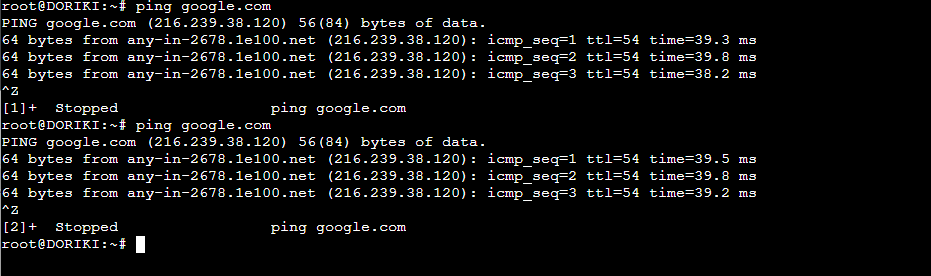 root@DORIKI:~# ping google.com
PING google.com (216.239.38.120) 56(84) bytes of data.
64 bytes from any-in-2678.1e100.net (216.239.38.120): icmp_seq=1 ttl=54 time=39.3 ms
64 bytes from any-in-2678.1e100.net (216.239.38.120): icmp_seq=2 ttl=54 time=39.8 ms
64 bytes from any-in-2678.1e100.net (216.239.38.120): icmp_seq=3 ttl=54 time=38.2 ms
^Z
[1]+  Stopped                 ping google.com
root@DORIKI:~# ping google.com
PING google.com (216.239.38.120) 56(84) bytes of data.
64 bytes from any-in-2678.1e100.net (216.239.38.120): icmp_seq=1 ttl=54 time=39.5 ms
64 bytes from any-in-2678.1e100.net (216.239.38.120): icmp_seq=2 ttl=54 time=39.8 ms
64 bytes from any-in-2678.1e100.net (216.239.38.120): icmp_seq=3 ttl=54 time=39.2 ms
^Z
[2]+  Stopped                 ping google.com
root@DORIKI:~#